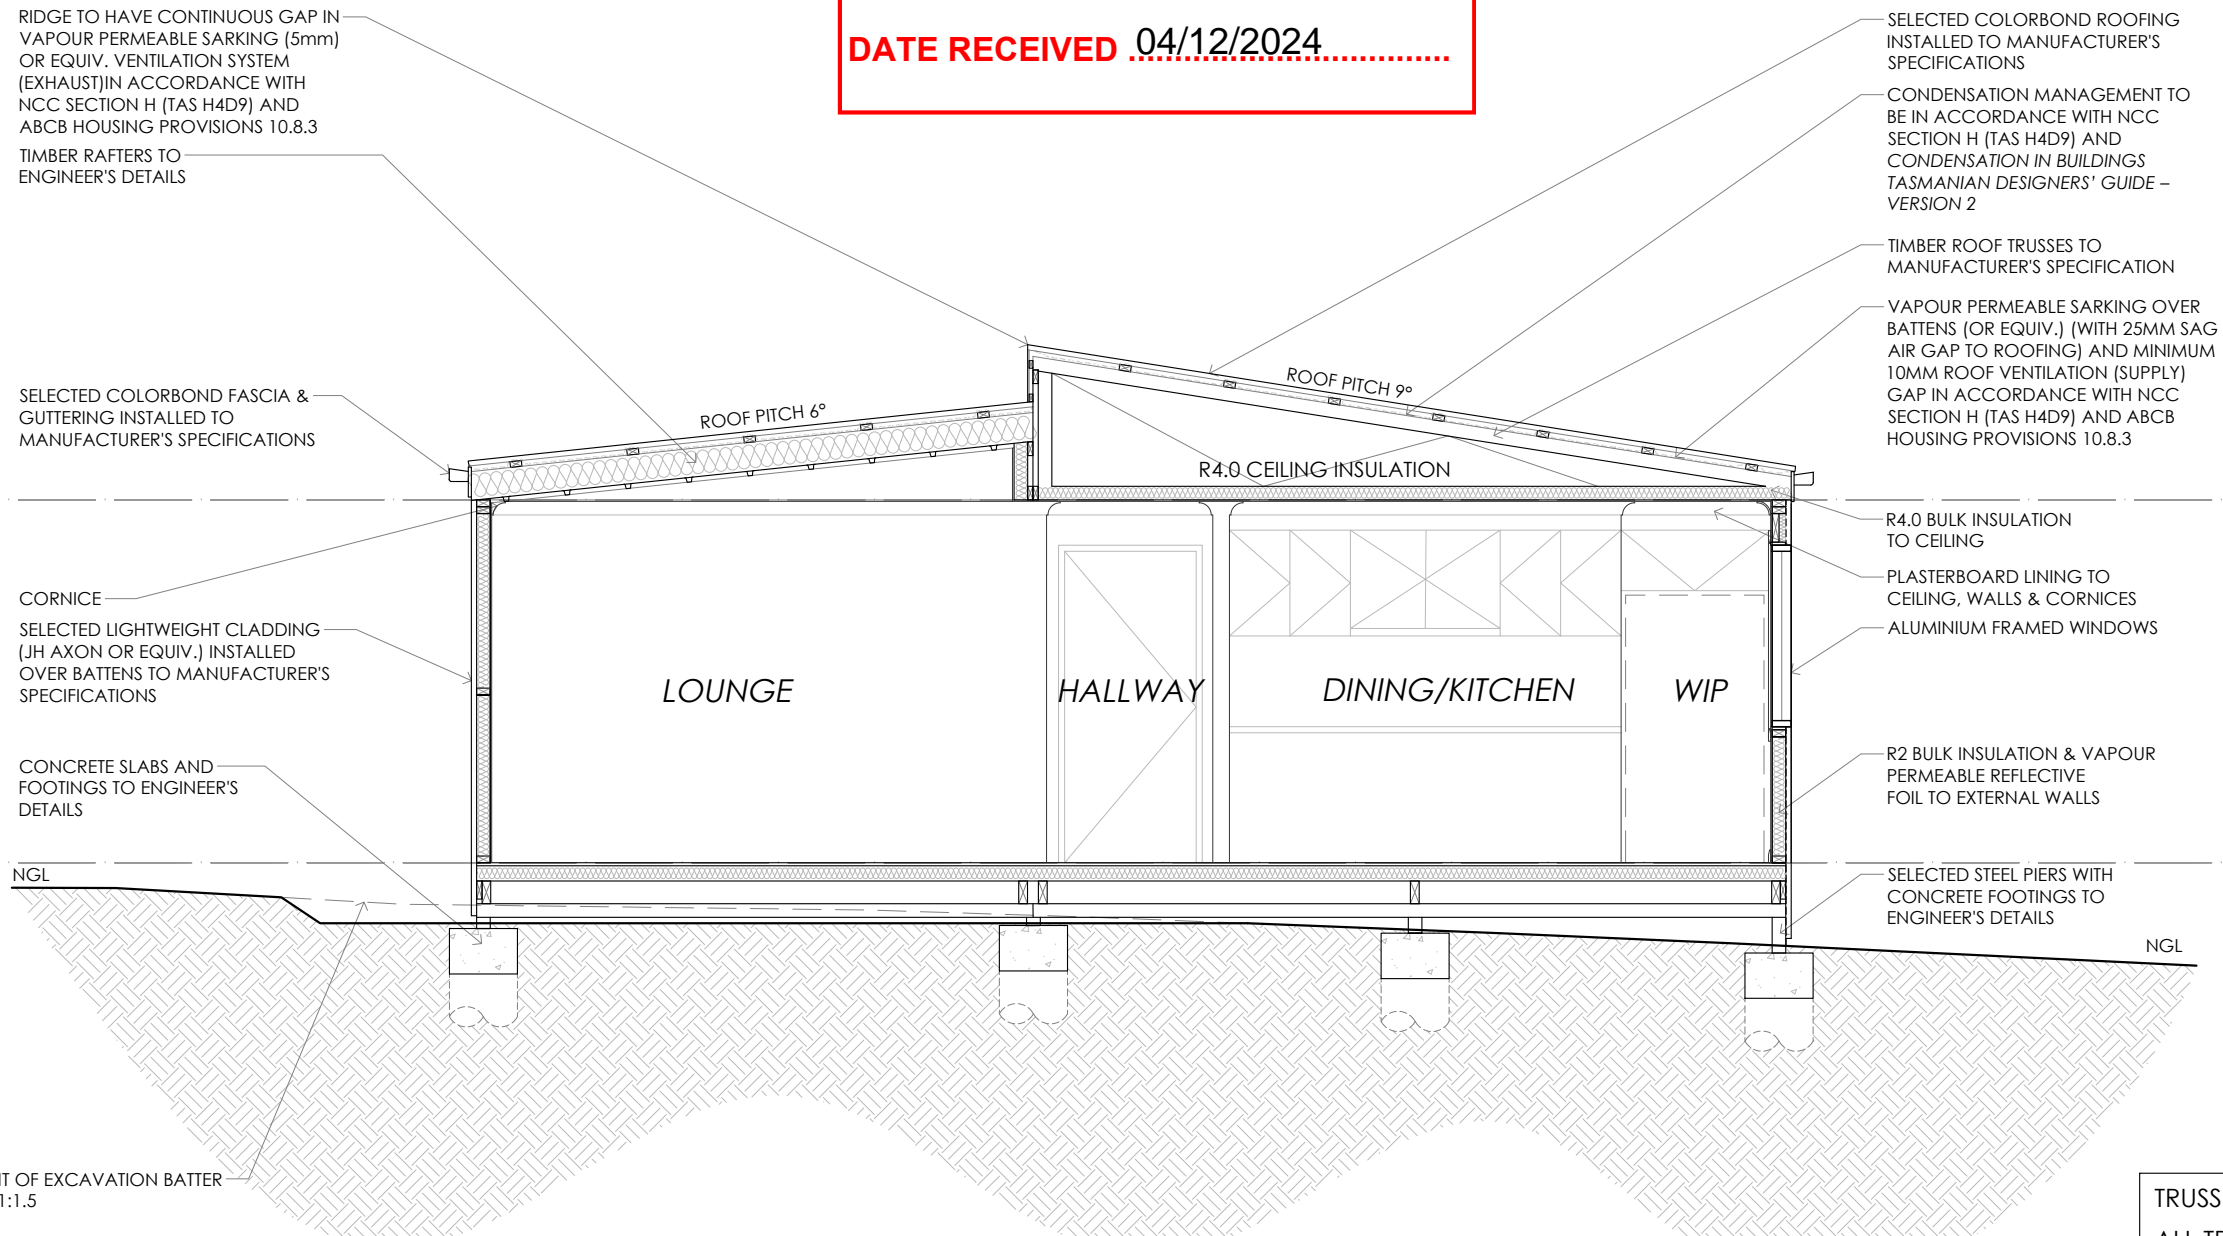 RIDGE TO HAVE CONTINUOUS GAP IN
VAPOUR PERMEABLE SARKING (5mm)
OR EQUIV. VENTILATION SYSTEM
(EXHAUST)IN ACCORDANCE WITH
NCC SECTION H (TAS H4D9) AND
ABCB HOUSING PROVISIONS 10.8.3
TIMBER RAFTERS TO
ENGINEER'S DETAILS
SELECTED COLORBOND FASCIA &
GUTTERING INSTALLED TO
MANUFACTURER'S SPECIFICATIONS
CORNICE
SELECTED LIGHTWEIGHT CLADDING
(JH AXON OR EQUIV.) INSTALLED
OVER BATTENS TO MANUFACTURER'S
SPECIFICATIONS
CONCRETE SLABS AND
FOOTINGS TO ENGINEER'S
DETAILS
NGL
OF EXCAVATION BATTER
1:1.5
DATE RECEIVED 04/12/2024
ROOF PITCH 6°
ROOF PITCH 9°
R4.0 CEILING INSULATION
LOUNGE
HALLWAY
DINING/KITCHEN
WIP
SELECTED COLORBOND ROOFING
INSTALLED TO MANUFACTURER'S
SPECIFICATIONS
CONDENSATION MANAGEMENT TO
BE IN ACCORDANCE WITH NCC
SECTION H (TAS H4D9) AND
CONDENSATION IN BUILDINGS
TASMANIAN DESIGNERS' GUIDE –
VERSION 2
TIMBER ROOF TRUSSES TO
MANUFACTURER'S SPECIFICATION
VAPOUR PERMEABLE SARKING OVER
BATTENS (OR EQUIV.) (WITH 25MM SAG
AIR GAP TO ROOFING) AND MINIMUM
10MM ROOF VENTILATION (SUPPLY)
GAP IN ACCORDANCE WITH NCC
SECTION H (TAS H4D9) AND ABCB
HOUSING PROVISIONS 10.8.3
R4.0 BULK INSULATION
TO CEILING
PLASTERBOARD LINING TO
CEILING, WALLS & CORNICES
ALUMINIUM FRAMED WINDOWS
R2 BULK INSULATION & VAPOUR
PERMEABLE REFLECTIVE
FOIL TO EXTERNAL WALLS
SELECTED STEEL PIERS WITH
CONCRETE FOOTINGS TO
ENGINEER'S DETAILS
NGL
TRUSS